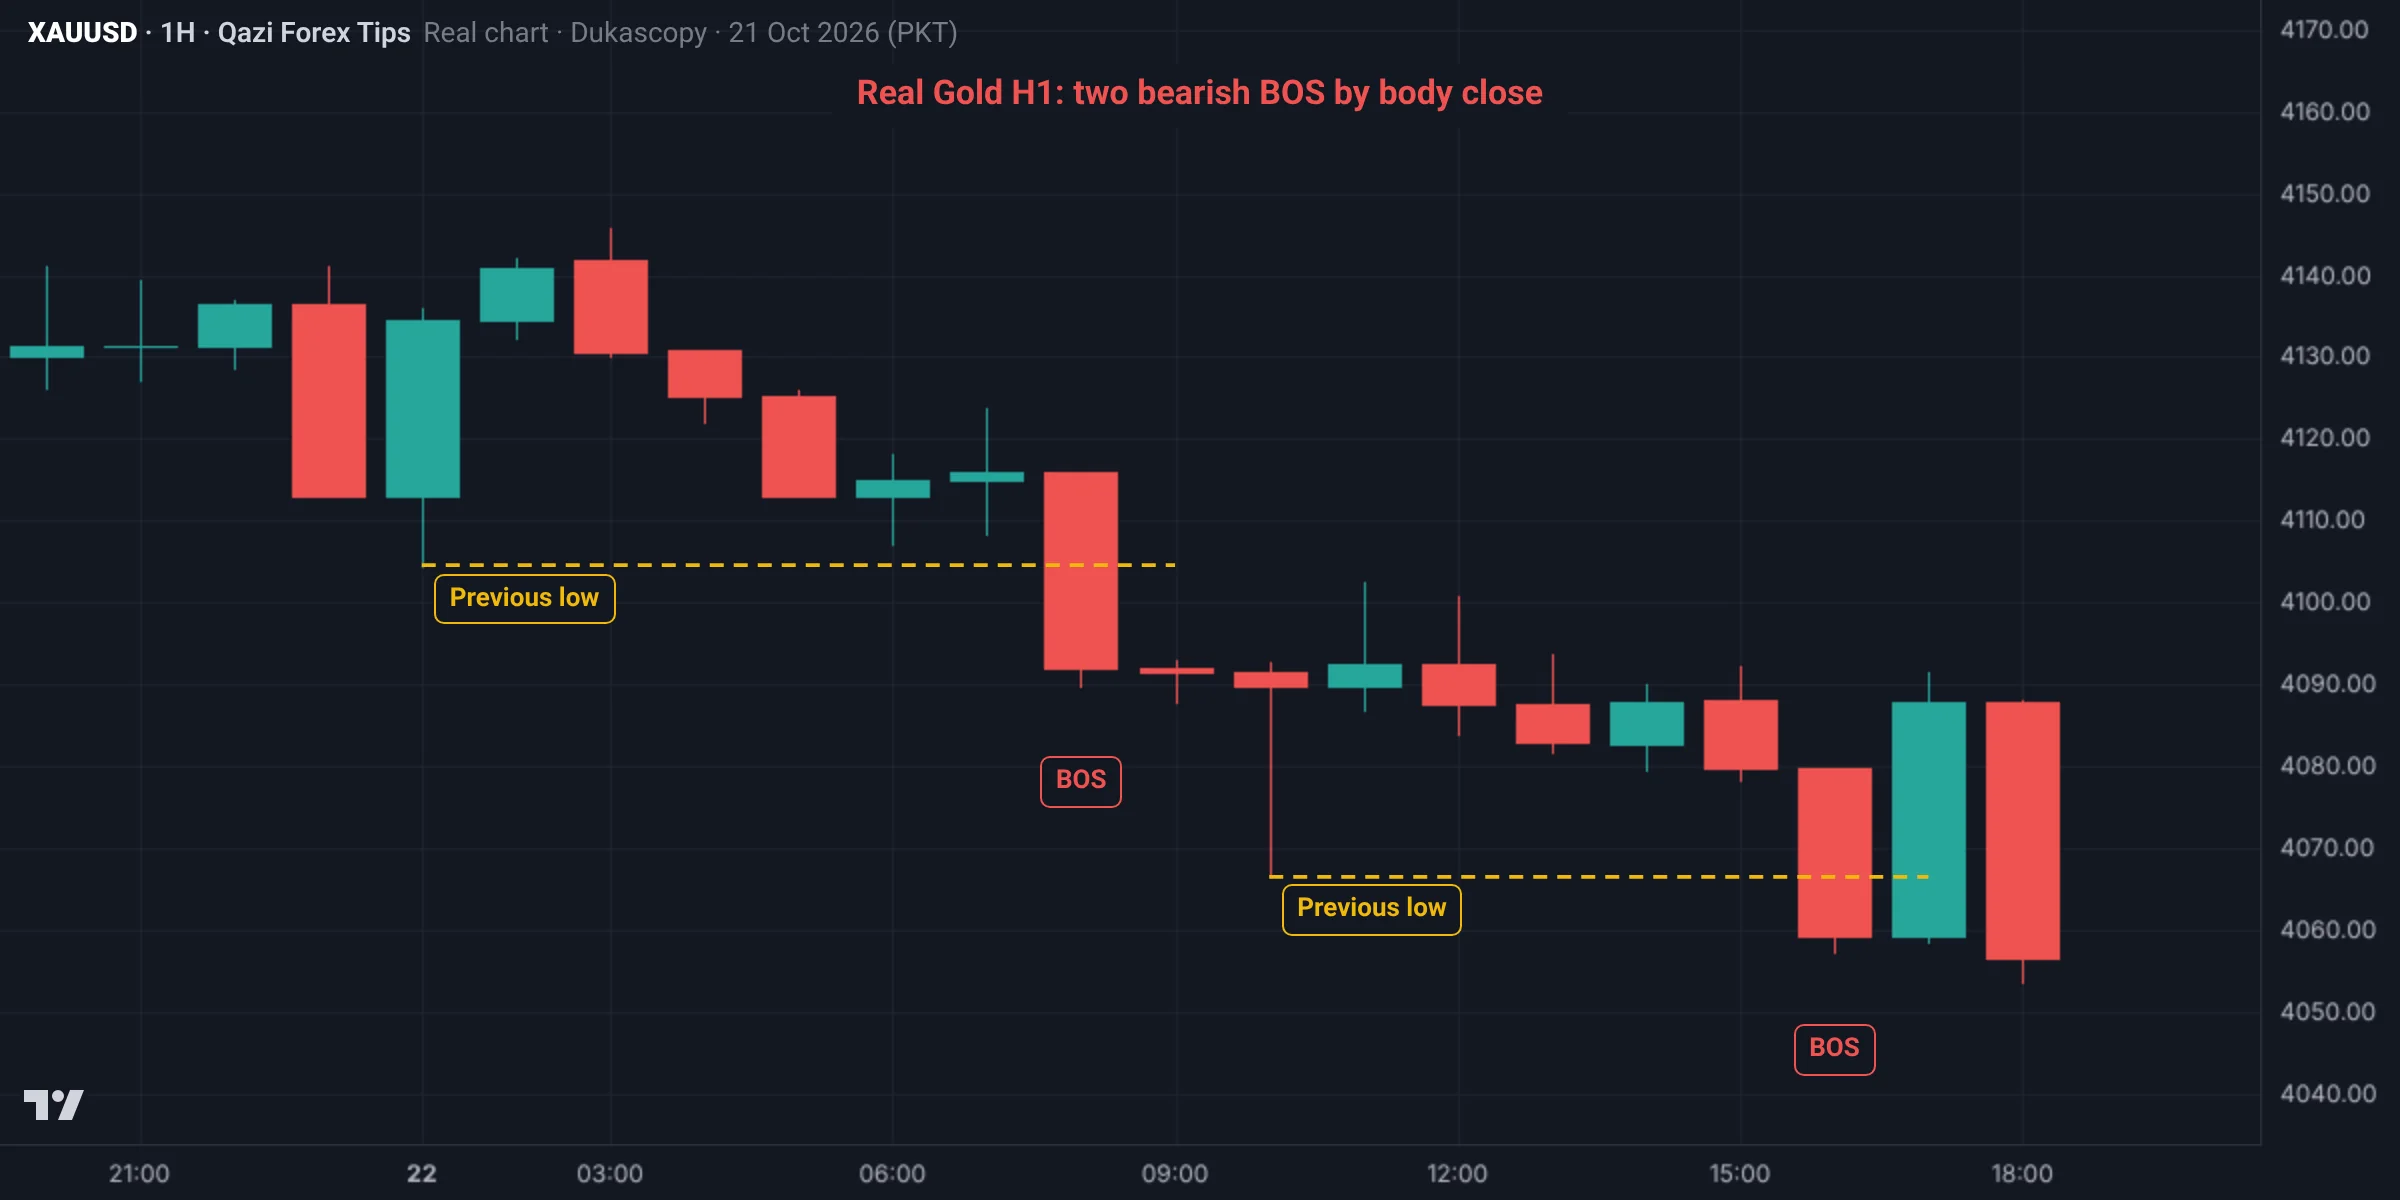 XAUUSD · 1H · Qazi Forex Tips Real chart · Dukascopy · 21 Oct 2026 (PKT)
Real Gold H1: two bearish BOS by body close
4170.00
4160.00
4150.00
4140.00
4130.00
4120.00
4110.00
4100.00
4090.00
4080.00
4070.00
4060.00
4050.00
4040.00
Previous low
BOS
Previous low
BOS
21:00 22 03:00 06:00 09:00 12:00 15:00 18:00